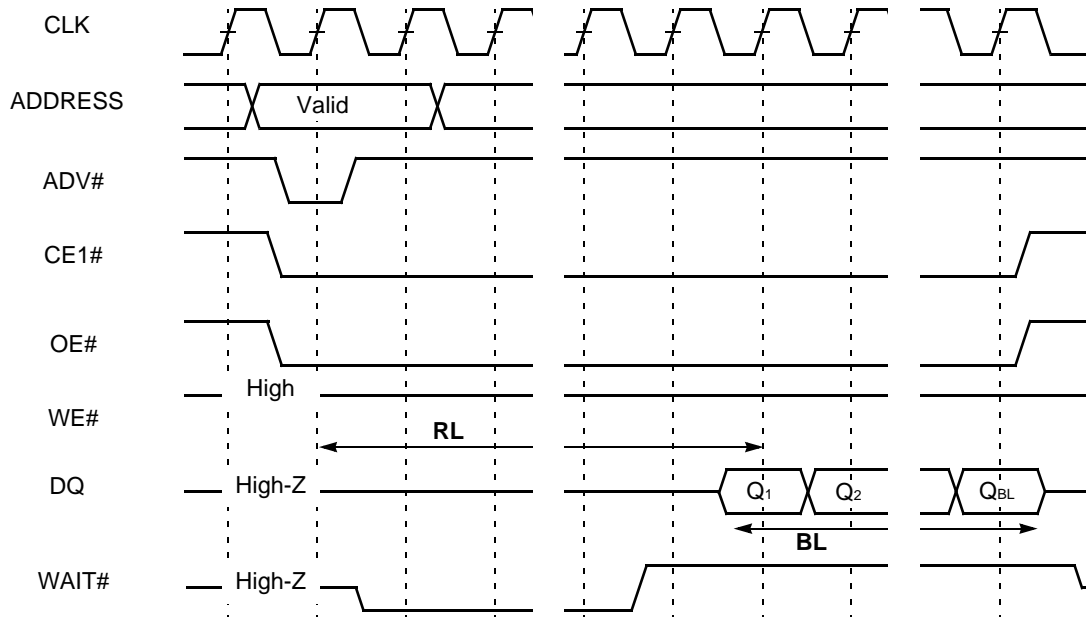 CLK
ADDRESS
Valid
ADV#
CE1#
OE#
High
WE#
RL
DQ
High-Z
Q1
Q2
QBL
BL
WAIT#
High-Z